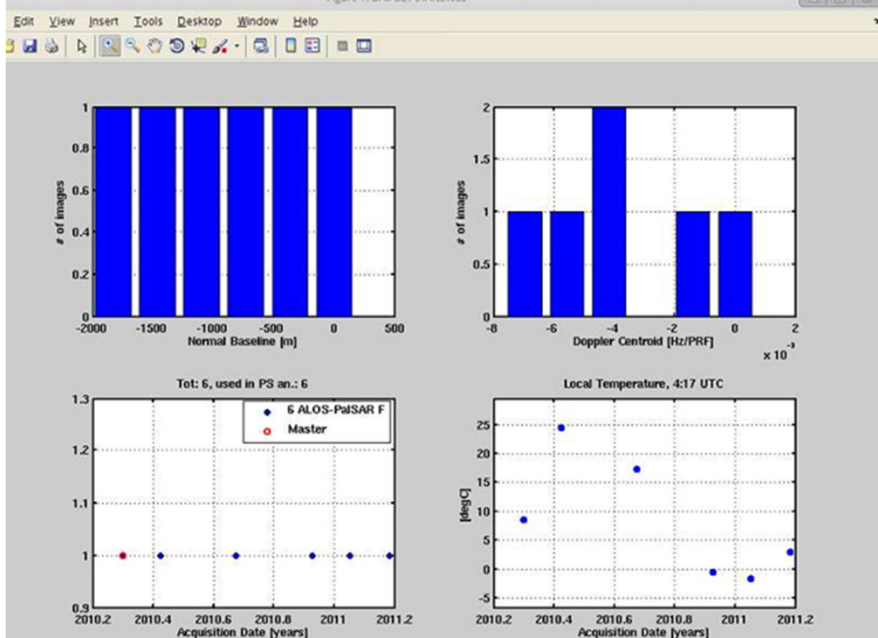 Edit View Insert Tools Desktop Window Help
1
0.8
0.6
0.4
0.2
0
# of images
-2000 -1500 -1000 -500 0 500
Normal Baseline [m]
2
1.5
1
0.5
0
# of images
-8 -6 -4 -2 0 2
Doppler Centroid [Hz/PRF]
x 10⁻³
Tot: 6, used in PS an.: 6
1.3
1.2
1.1
1
0.9
6 ALOS-PalSAR F
Master
2010.2 2010.4 2010.6 2010.8 2011 2011.2
Acquisition Date [years]
Local Temperature, 4:17 UTC
25
20
15
10
5
0
-5
[degC]
2010.2 2010.4 2010.6 2010.8 2011 2011.2
Acquisition Date [years]